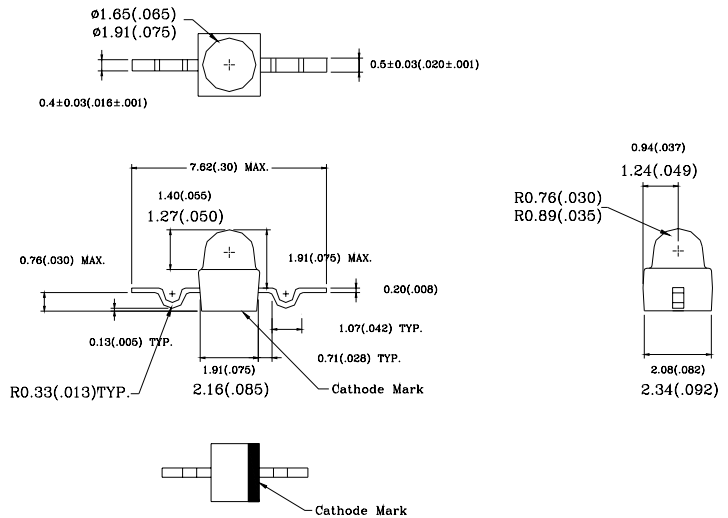 ø1.65(.065)
ø1.91(.075)
0.5±0.03(.020±.001)
0.4±0.03(.016±.001)
7.62(.30) MAX.
1.40(.055)
1.27(.050)
0.76(.030) MAX.
1.91(.075) MAX.
0.20(.008)
1.07(.042) TYP.
0.13(.005) TYP.
0.71(.028) TYP.
1.91(.075)
2.16(.085)
R0.33(.013)TYP.
Cathode Mark
0.94(.037)
1.24(.049)
R0.76(.030)
R0.89(.035)
2.08(.082)
2.34(.092)
Cathode Mark